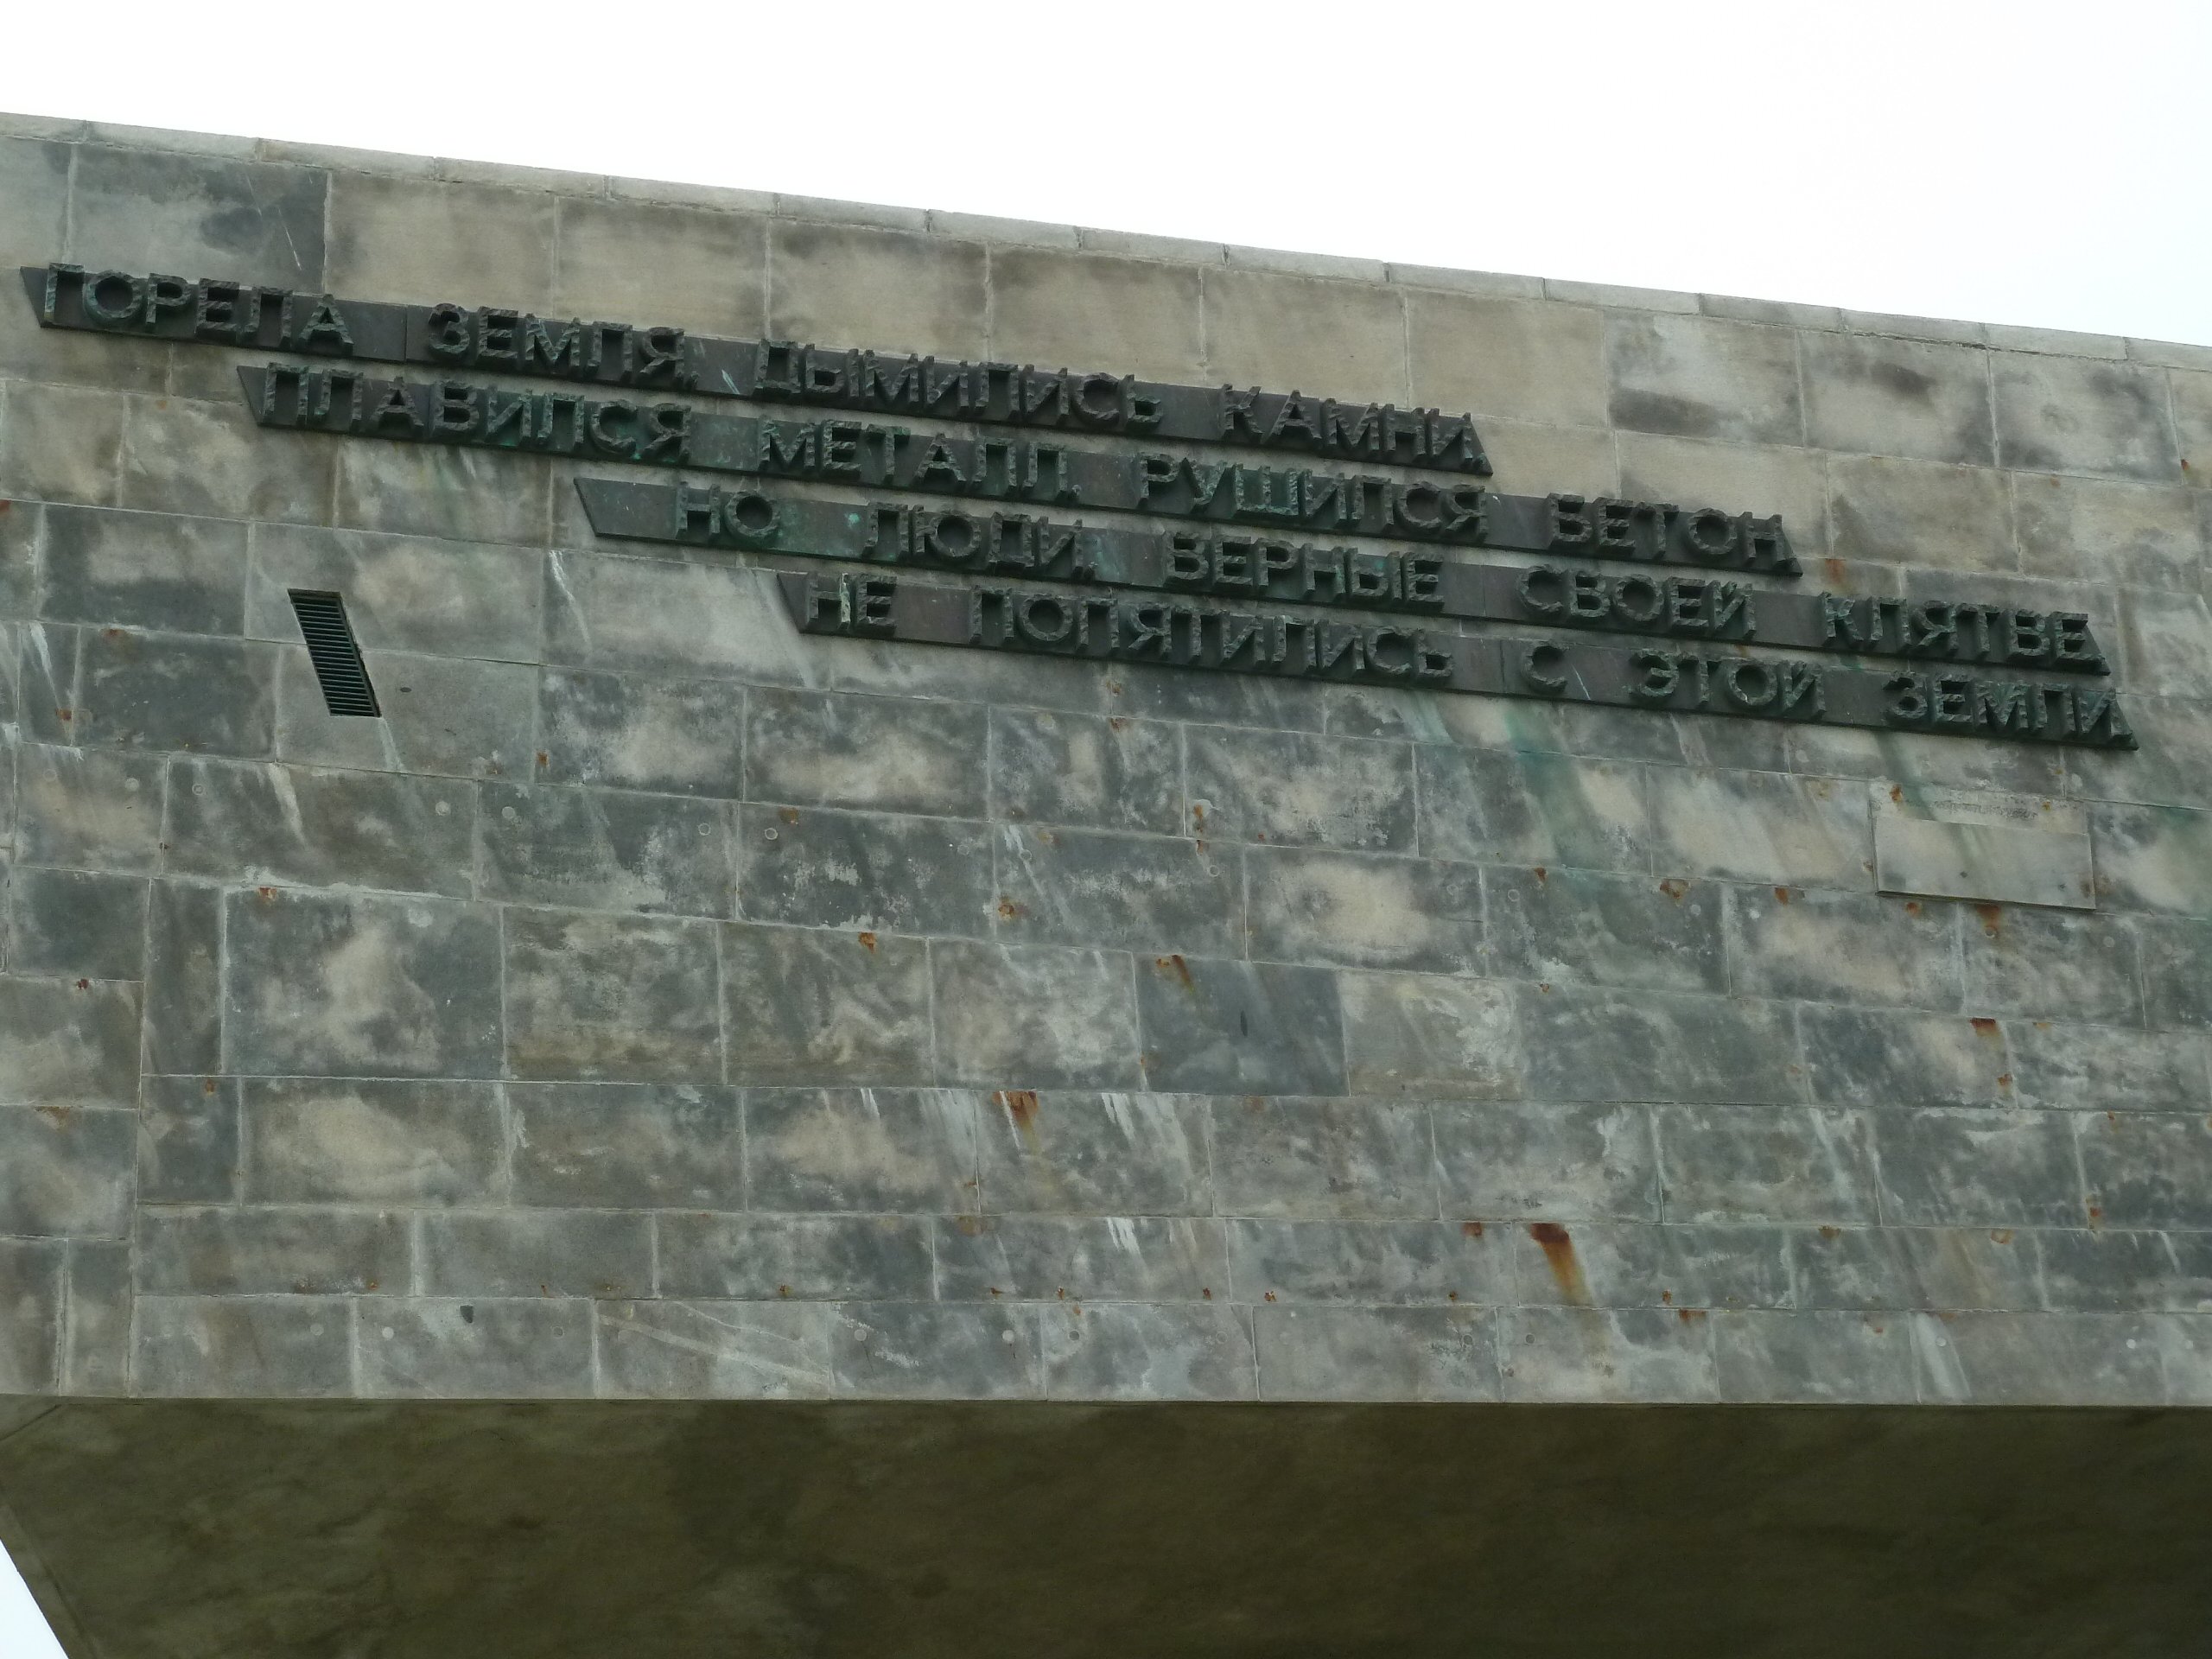 ГОРЕЛА ЗЕМЛЯ, ДЫМИЛИСЬ КАМНИ,
ПЛАВИЛСЯ МЕТАЛЛ, РУШИЛСЯ БЕТОН,
НО ЛЮДИ, ВЕРНЫЕ СВОЕЙ КЛЯТВЕ,
НЕ ПОПЯТИЛИСЬ С ЭТОЙ ЗЕМЛИ.